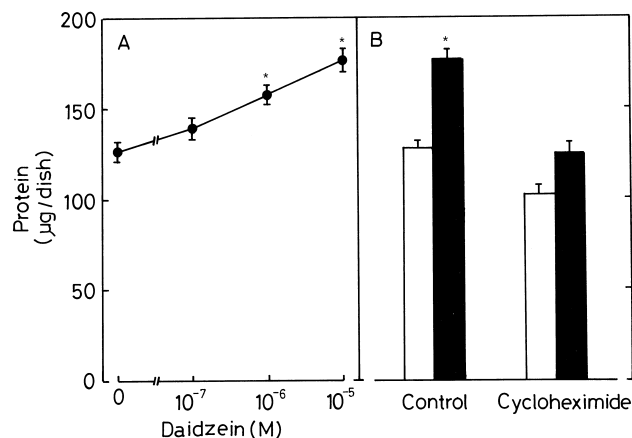 A
B
200
150
100
50
0
Protein
(µg/dish)
*
*
*
0
10⁻⁷
10⁻⁶
10⁻⁵
Daidzein (M)
Control
Cycloheximide